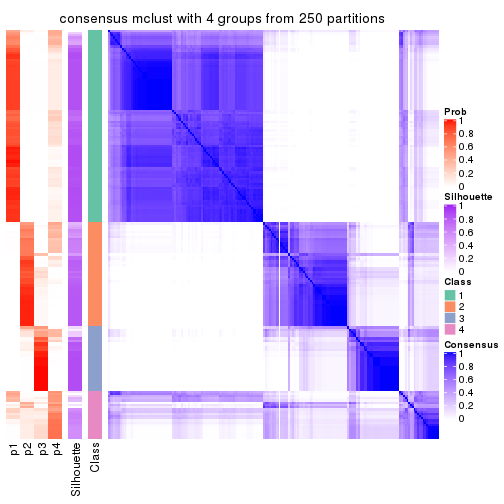 consensus mclust with 4 groups from 250 partitions
Prob
1
0.8
0.6
0.4
0.2
0
Silhouette
1
0.8
0.6
0.4
0.2
0
Class
1
2
3
4
Consensus
1
0.8
0.6
0.4
0.2
0
p1
p2
p3
p4
Silhouette
Class